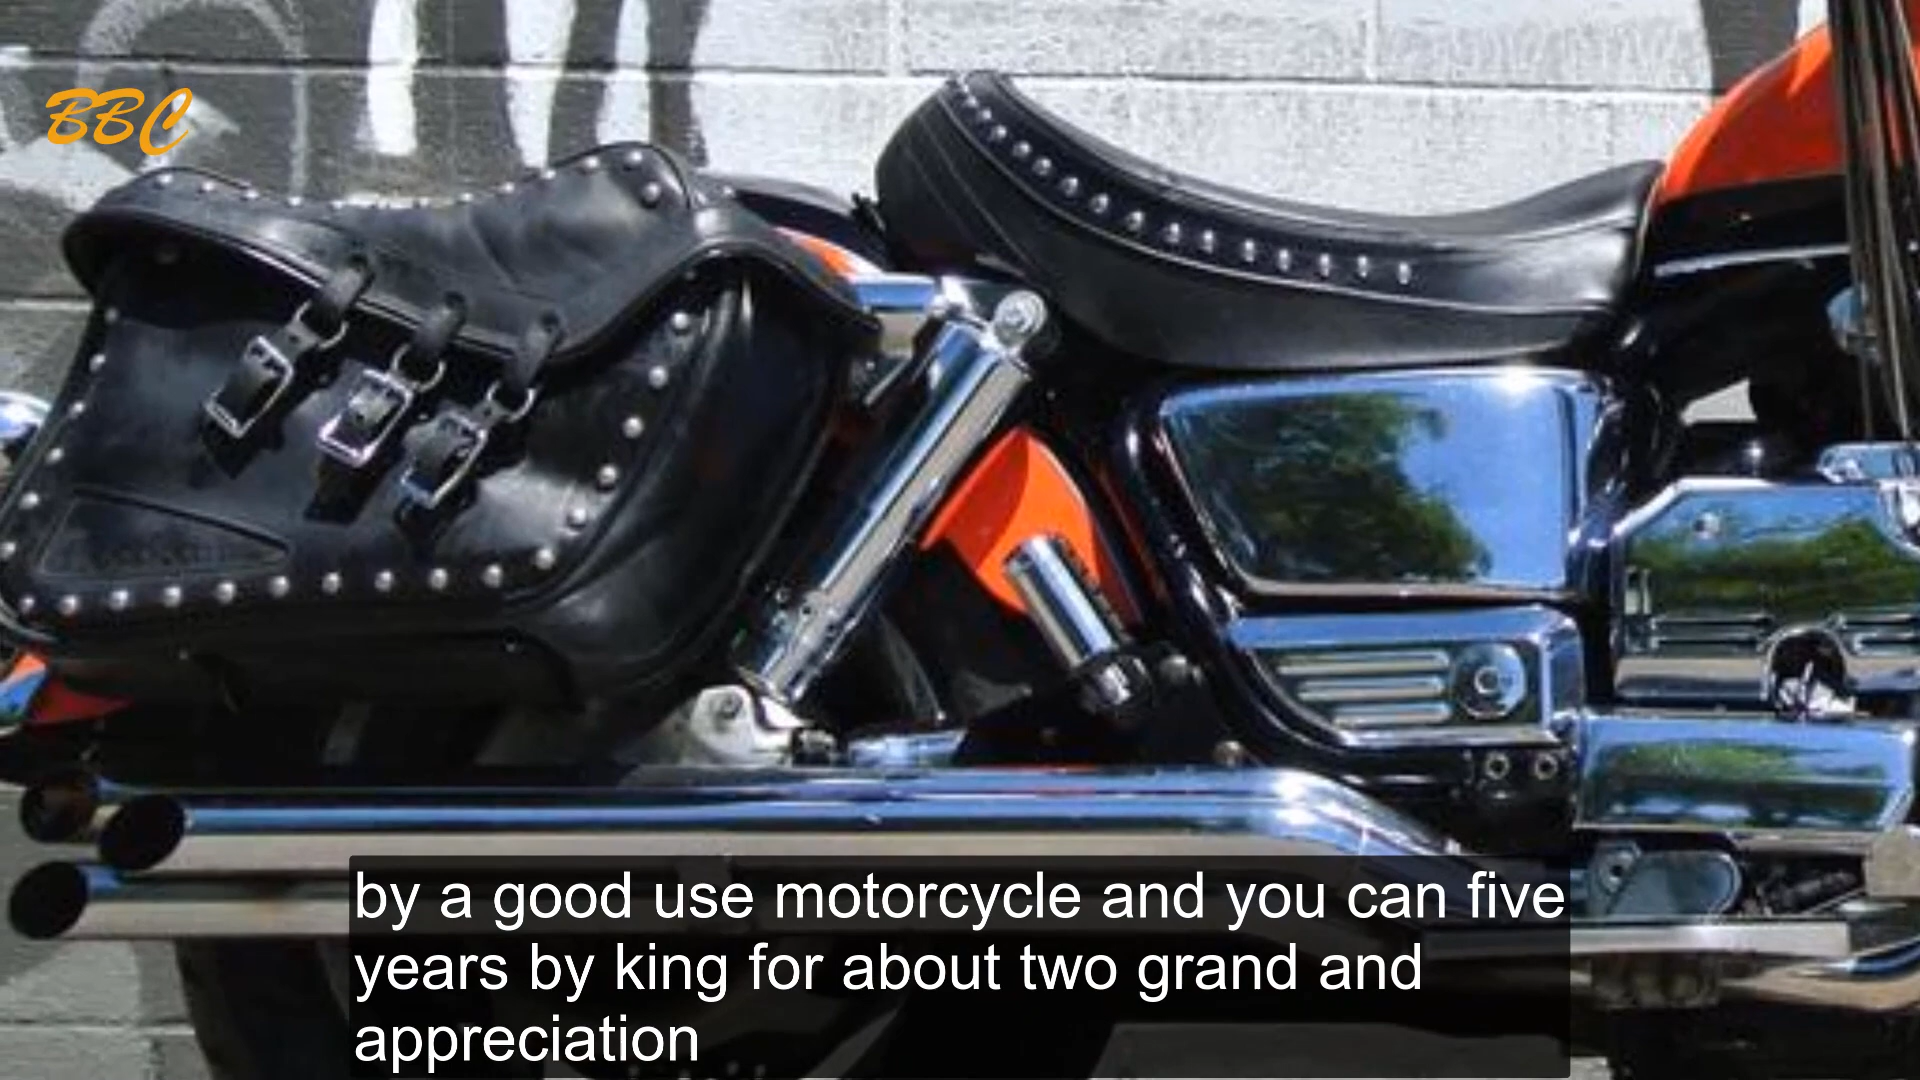 BBC
by a good use motorcycle and you can five
years by king for about two grand and
appreciation